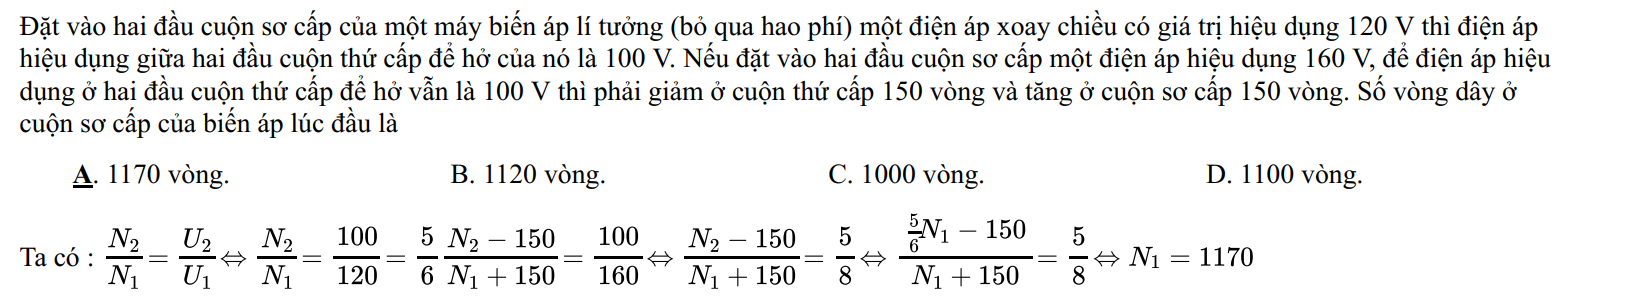 Đặt vào hai đầu cuộn sơ cấp của một máy biến áp lí tưởng (bỏ qua hao phí) một điện áp xoay chiều có giá trị hiệu dụng 120 V thì điện áp
hiệu dụng giữa hai đầu cuộn thứ cấp để hở của nó là 100 V. Nếu đặt vào hai đầu cuộn sơ cấp một điện áp hiệu dụng 160 V, để điện áp hiệu
dụng ở hai đầu cuộn thứ cấp để hở vẫn là 100 V thì phải giảm ở cuộn thứ cấp 150 vòng và tăng ở cuộn sơ cấp 150 vòng. Số vòng dây ở
cuộn sơ cấp của biến áp lúc đầu là
A. 1170 vòng. B. 1120 vòng. C. 1000 vòng. D. 1100 vòng.
Ta có : $\frac{N_2}{N_1} = \frac{U_2}{U_1} \Leftrightarrow \frac{N_2}{N_1} = \frac{100}{120} = \frac{5}{6} \frac{N_2 - 150}{N_1 + 150} = \frac{100}{160} \Leftrightarrow \frac{N_2 - 150}{N_1 + 150} = \frac{5}{8} \Leftrightarrow \frac{\frac{5}{6}N_1 - 150}{N_1 + 150} = \frac{5}{8} \Leftrightarrow N_1 = 1170$